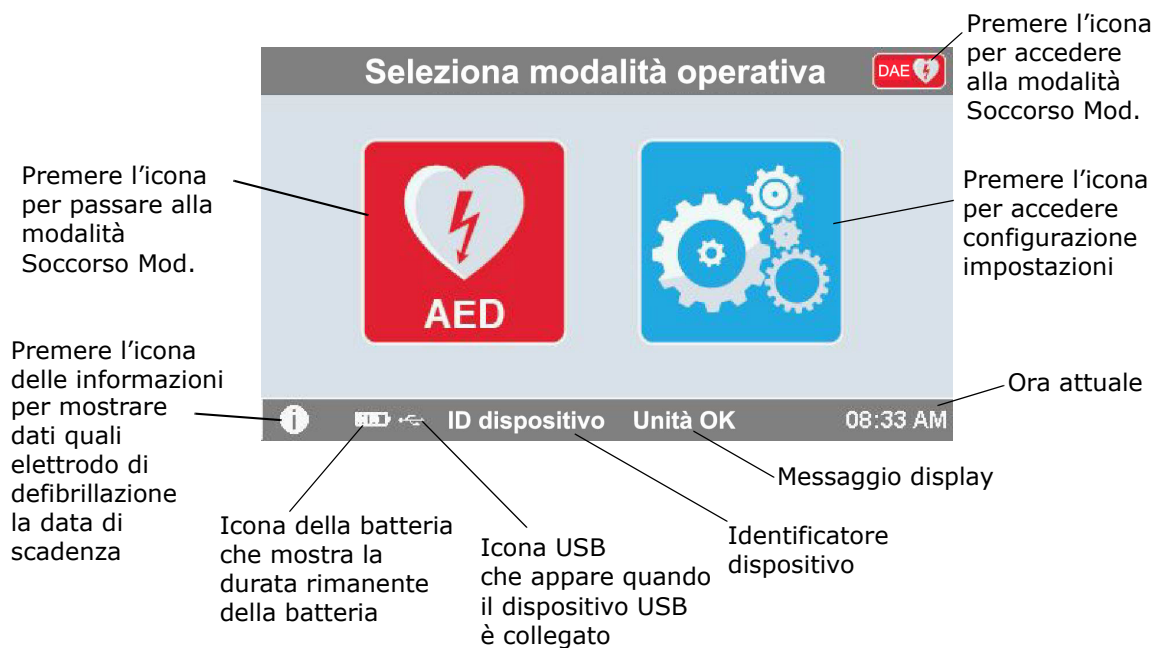 Premere l’icona
per accedere
alla modalità
Soccorso Mod.
Seleziona modalità operativa
DAE
Premere l’icona
per passare alla
modalità
Soccorso Mod.
AED
Premere l’icona
per accedere
configurazione
impostazioni
Premere l’icona
delle informazioni
per mostrare
dati quali
elettrodo di
defibrillazione
la data di
scadenza
Ora attuale
i
ID dispositivo Unità OK 08:33 AM
Messaggio display
Identificatore
dispositivo
Icona della batteria
che mostra la
durata rimanente
della batteria
Icona USB
che appare quando
il dispositivo USB
è collegato